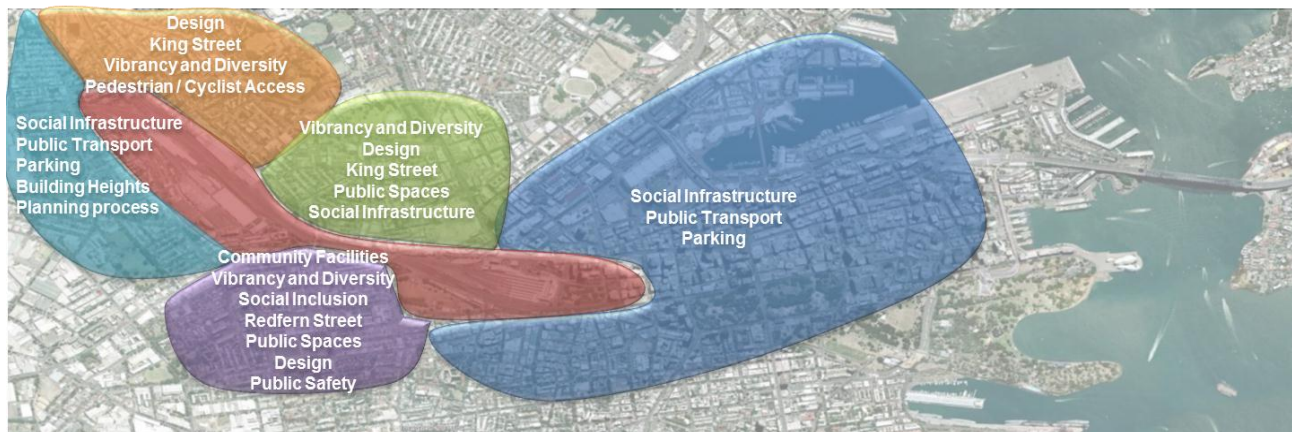 Design
King Street
Vibrancy and Diversity
Pedestrian / Cyclist Access
Social Infrastructure
Public Transport
Parking
Building Heights
Planning process
Vibrancy and Diversity
Design
King Street
Public Spaces
Social Infrastructure
Social Infrastructure
Public Transport
Parking
Community Facilities
Vibrancy and Diversity
Social Inclusion
Redfern Street
Public Spaces
Design
Public Safety